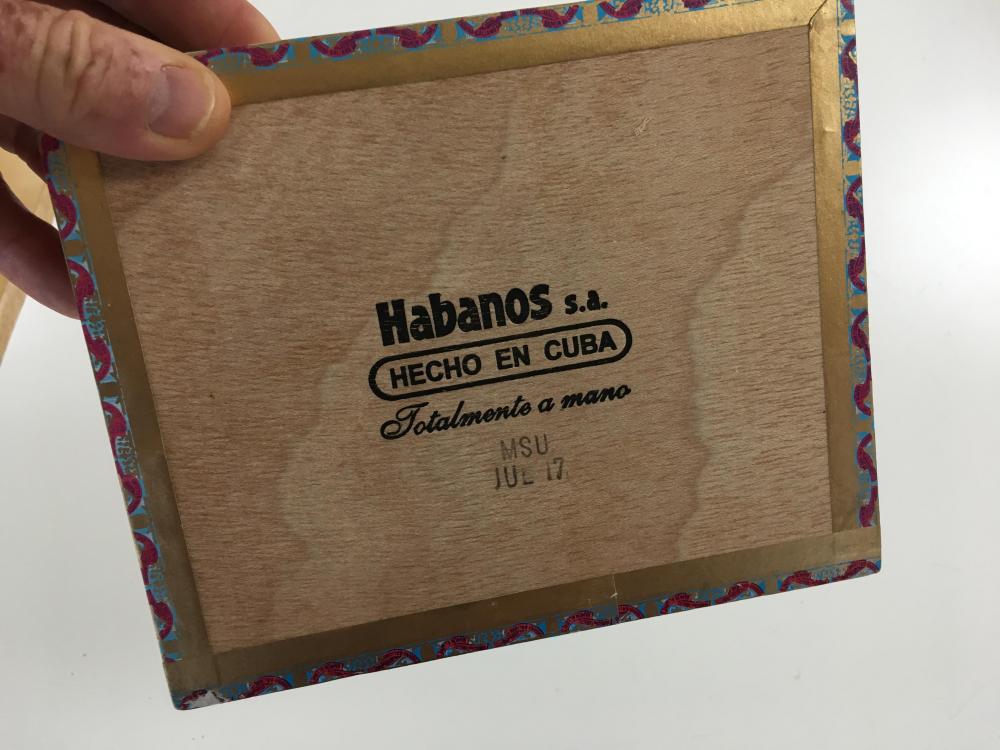 Habanos s.a.
HECHO EN CUBA
Totalmente a mano
MSU
JUL 17